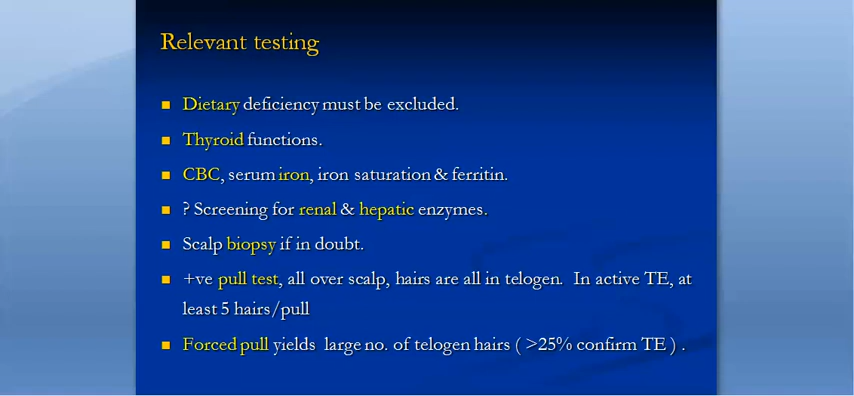 Relevant testing
Dietary deficiency must be excluded.
Thyroid functions.
CBC, serum iron, iron saturation & ferritin.
? Screening for renal & hepatic enzymes.
Scalp biopsy if in doubt.
+ve pull test, all over scalp, hairs are all in telogen. In active TE, at
least 5 hairs/pull
Forced pull yields large no. of telogen hairs ( >25% confirm TE ) .